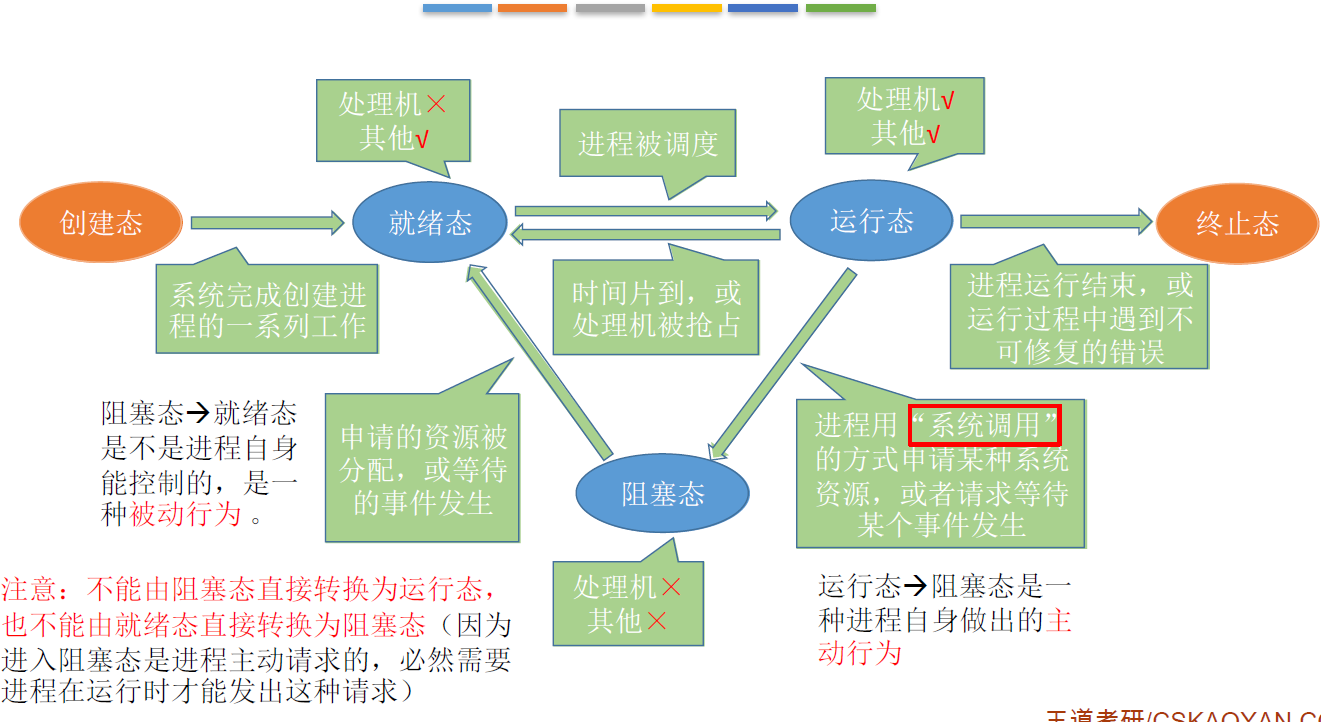 处理机×
其他√
进程被调度
处理机√
其他√
创建态
就绪态
运行态
终止态
系统完成创建进
程的一系列工作
时间片到，或
处理机被抢占
进程运行结束，或
运行过程中遇到不
可修复的错误
阻塞态→就绪态
是不是进程自身
能控制的，是一
种被动行为 。
申请的资源被
分配，或等待
的事件发生
进程用“系统调用”
的方式申请某种系统
资源，或者请求等待
某个事件发生
阻塞态
处理机×
其他×
注意：不能由阻塞态直接转换为运行态，
也不能由就绪态直接转换为阻塞态（因为
进入阻塞态是进程主动请求的，必然需要
进程在运行时才能发出这种请求）
运行态→阻塞态是一
种进程自身做出的主
动行为
王道考研/CSKAOYAN.CO